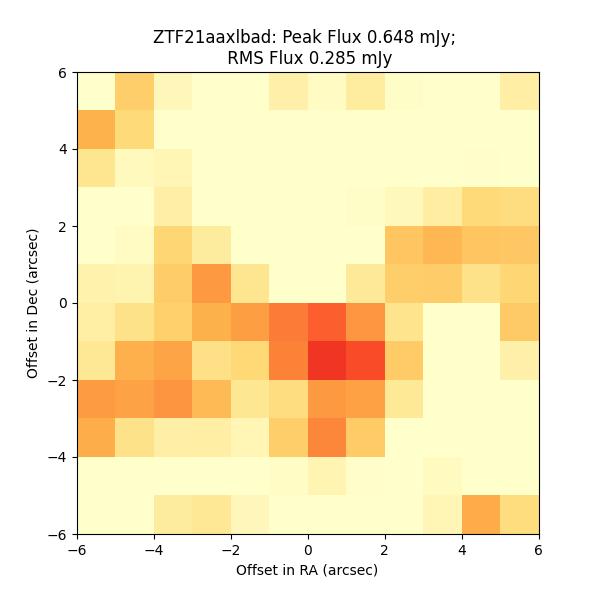 ZTF21aaxlbad: Peak Flux 0.648 mJy;
RMS Flux 0.285 mJy
6
4
2
0
−2
−4
−6
Offset in Dec (arcsec)
−6 −4 −2 0 2 4 6
Offset in RA (arcsec)